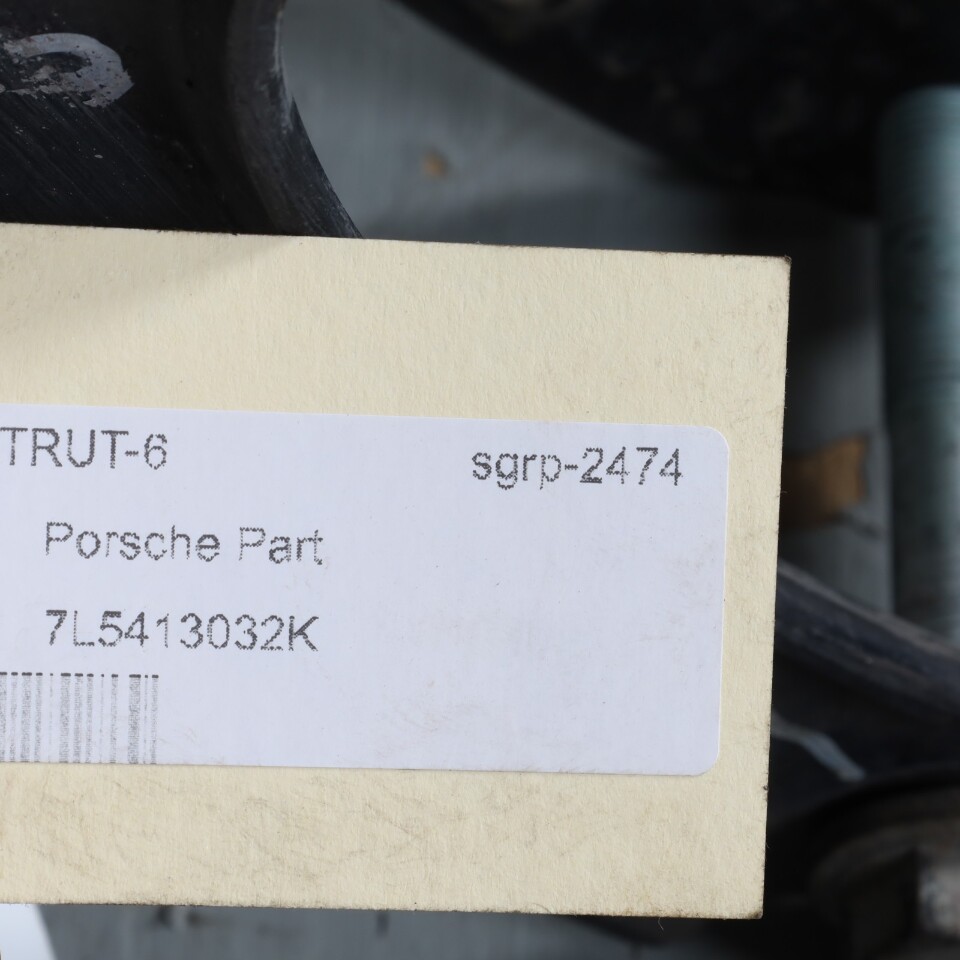 TRUT-6 sgrp-2474
Porsche Part
7L5413032K